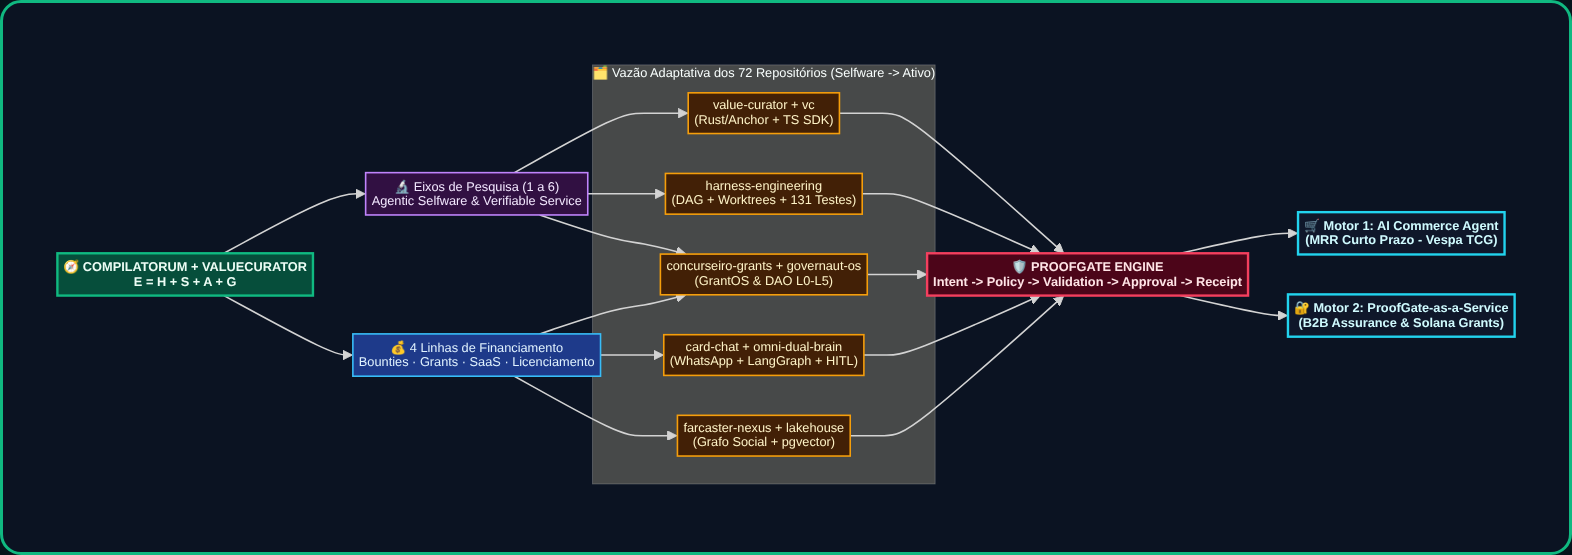 🗂️ Vazão Adaptativa dos 72 Repositórios (Selfware -> Ativo)
🧭 COMPILATORUM + VALUECURATOR
E = H + S + A + G
🔬 Eixos de Pesquisa (1 a 6)
Agentic Selfware & Verifiable Service
💰 4 Linhas de Financiamento
Bounties · Grants · SaaS · Licenciamento
value-curator + vc
(Rust/Anchor + TS SDK)
harness-engineering
(DAG + Worktrees + 131 Testes)
concurseiro-grants + governaut-os
(GrantOS & DAO L0-L5)
card-chat + omni-dual-brain
(WhatsApp + LangGraph + HITL)
farcaster-nexus + lakehouse
(Grafo Social + pgvector)
🛡️ PROOFGATE ENGINE
Intent -> Policy -> Validation -> Approval -> Receipt
🛒 Motor 1: AI Commerce Agent
(MRR Curto Prazo - Vespa TCG)
🔐 Motor 2: ProofGate-as-a-Service
(B2B Assurance & Solana Grants)